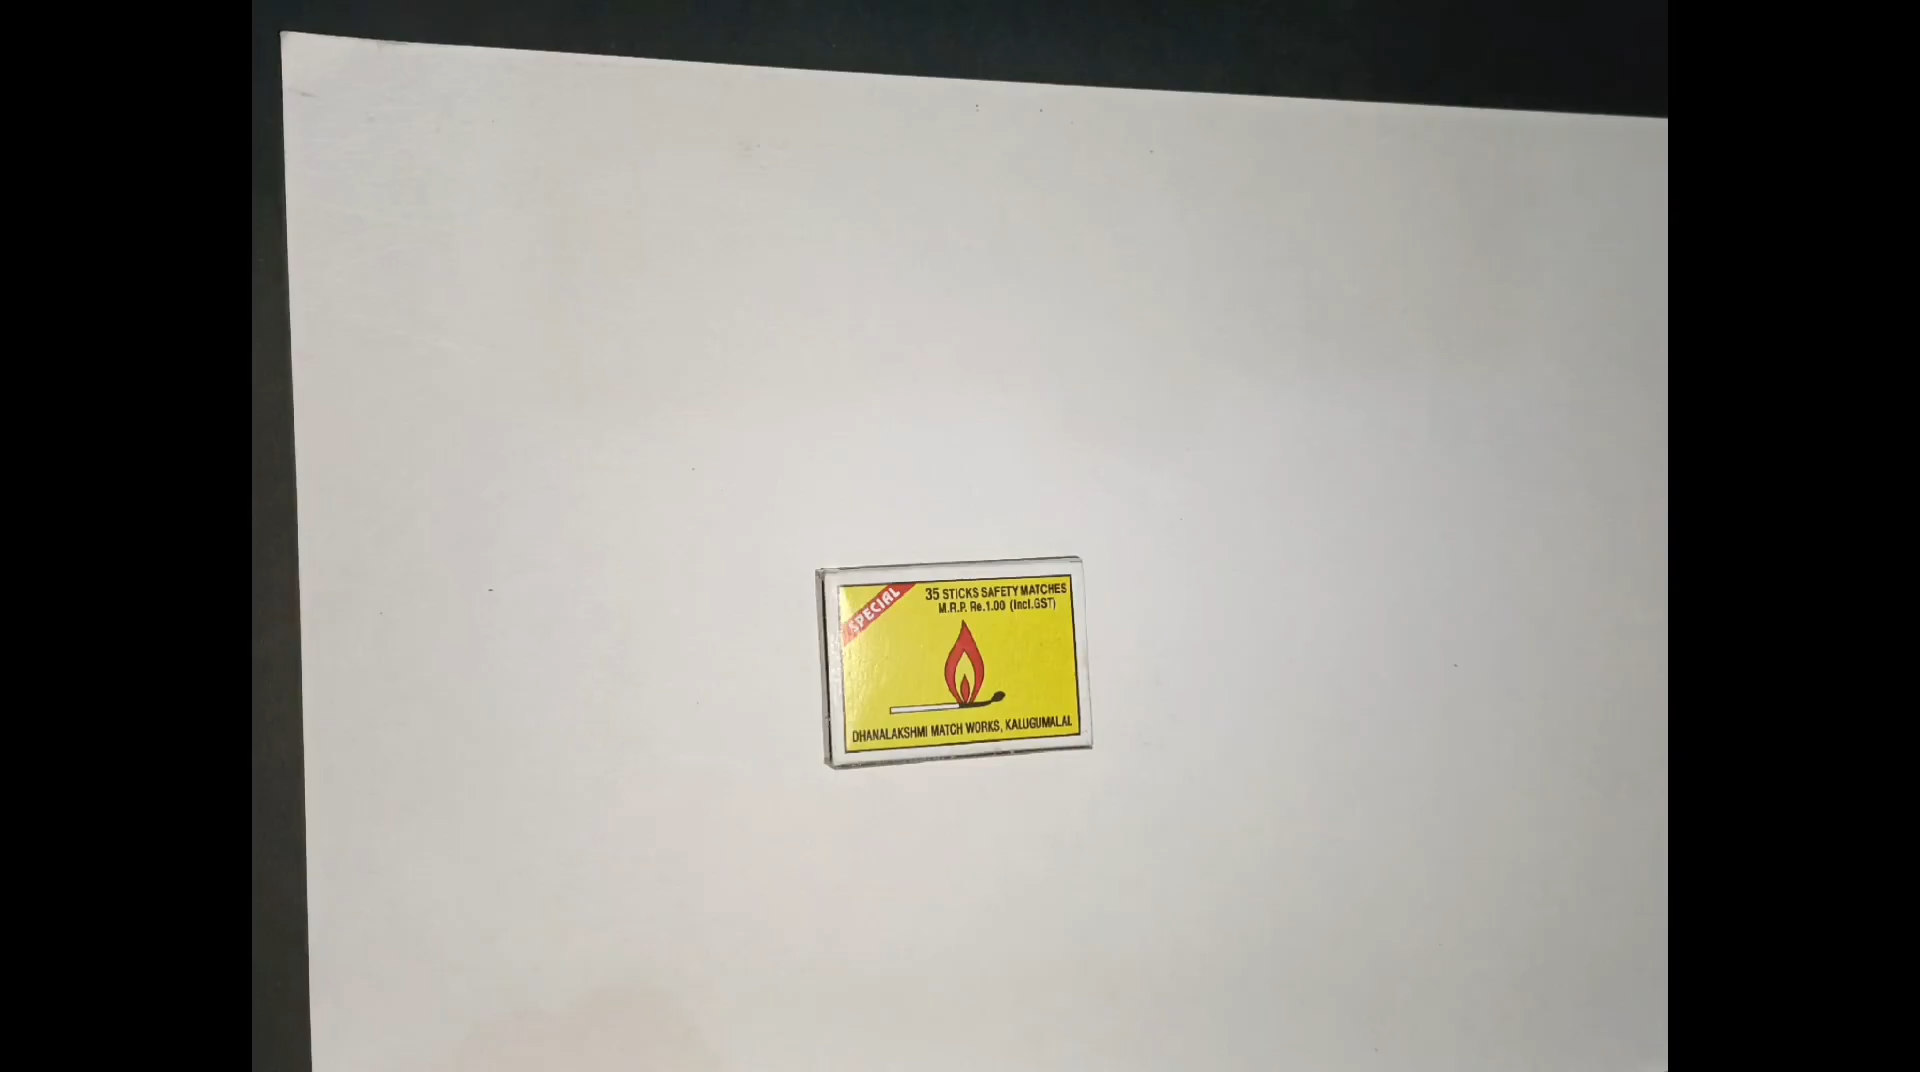 SPECIAL
35 STICKS SAFETY MATCHES
M.R.P. Re.1.00 (Incl.GST)
DHANALAKSHMI MATCH WORKS, KALUGUMALAI.